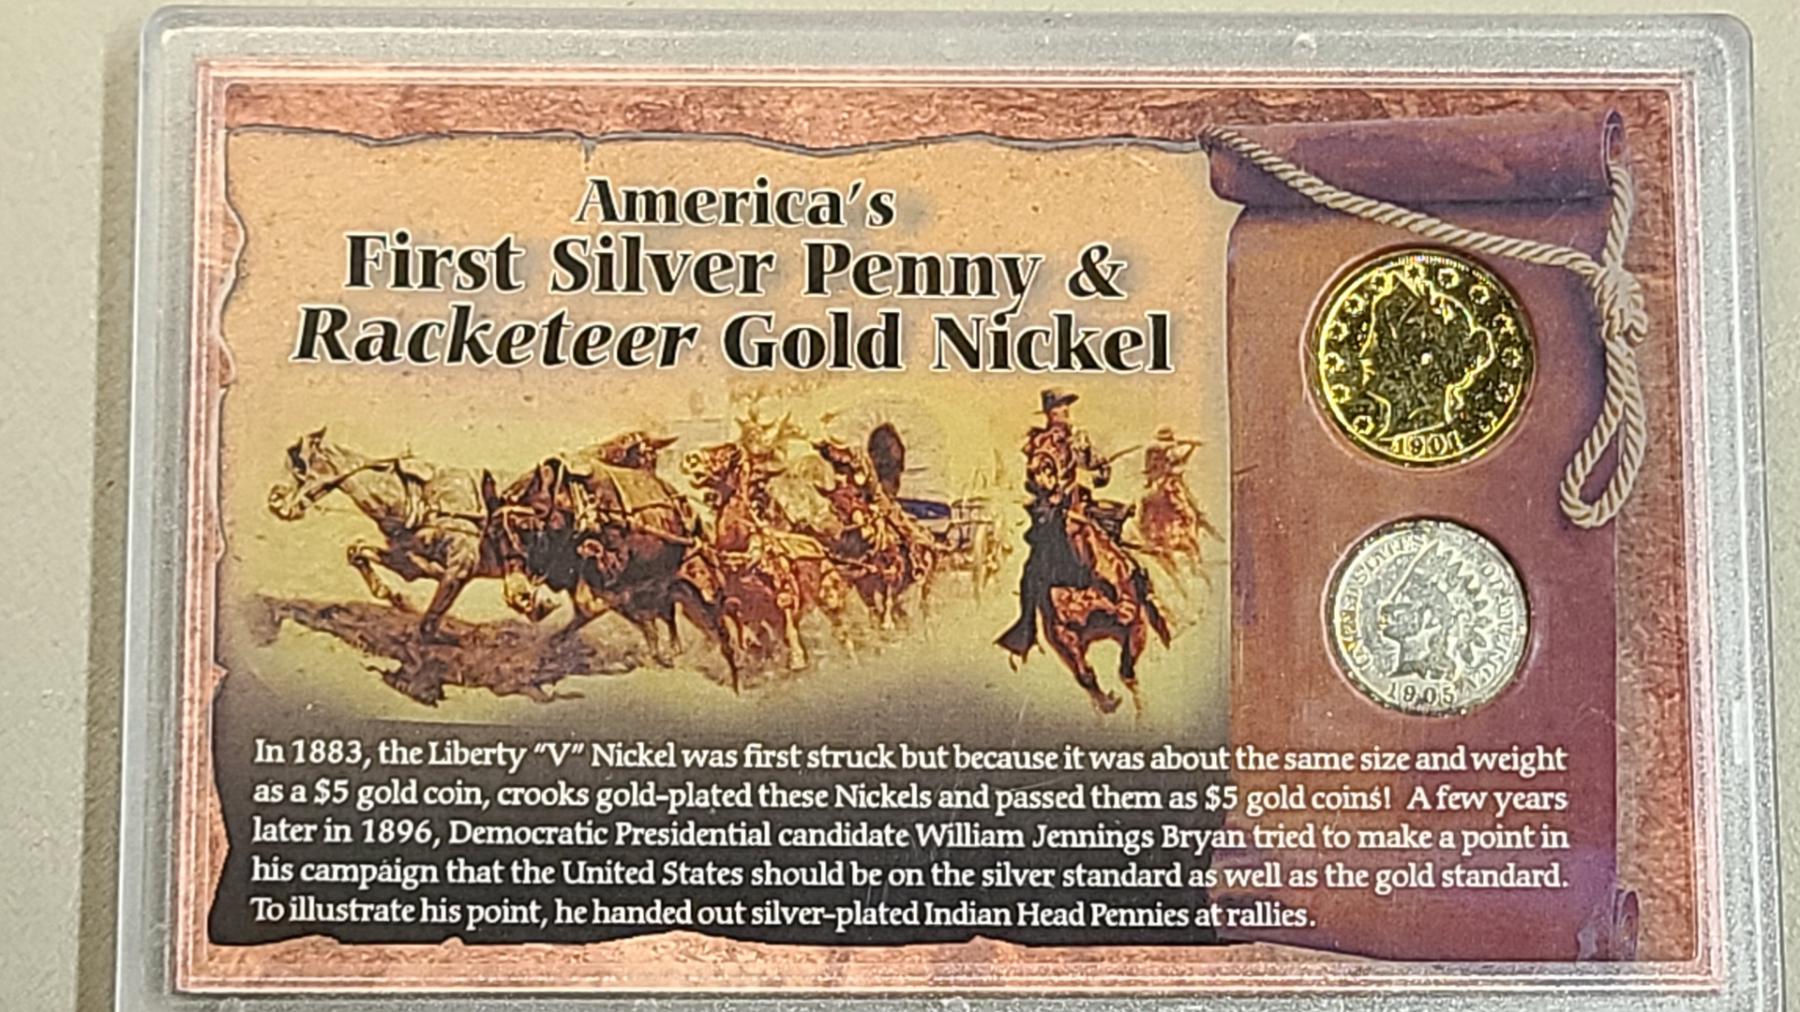 America's
First Silver Penny &
Racketeer Gold Nickel
1901
UNITED STATES OF AMERICA
1905
In 1883, the Liberty “V” Nickel was first struck but because it was about the same size and weight
as a $5 gold coin, crooks gold-plated these Nickels and passed them as $5 gold coins! A few years
later in 1896, Democratic Presidential candidate William Jennings Bryan tried to make a point in
his campaign that the United States should be on the silver standard as well as the gold standard.
To illustrate his point, he handed out silver-plated Indian Head Pennies at rallies.